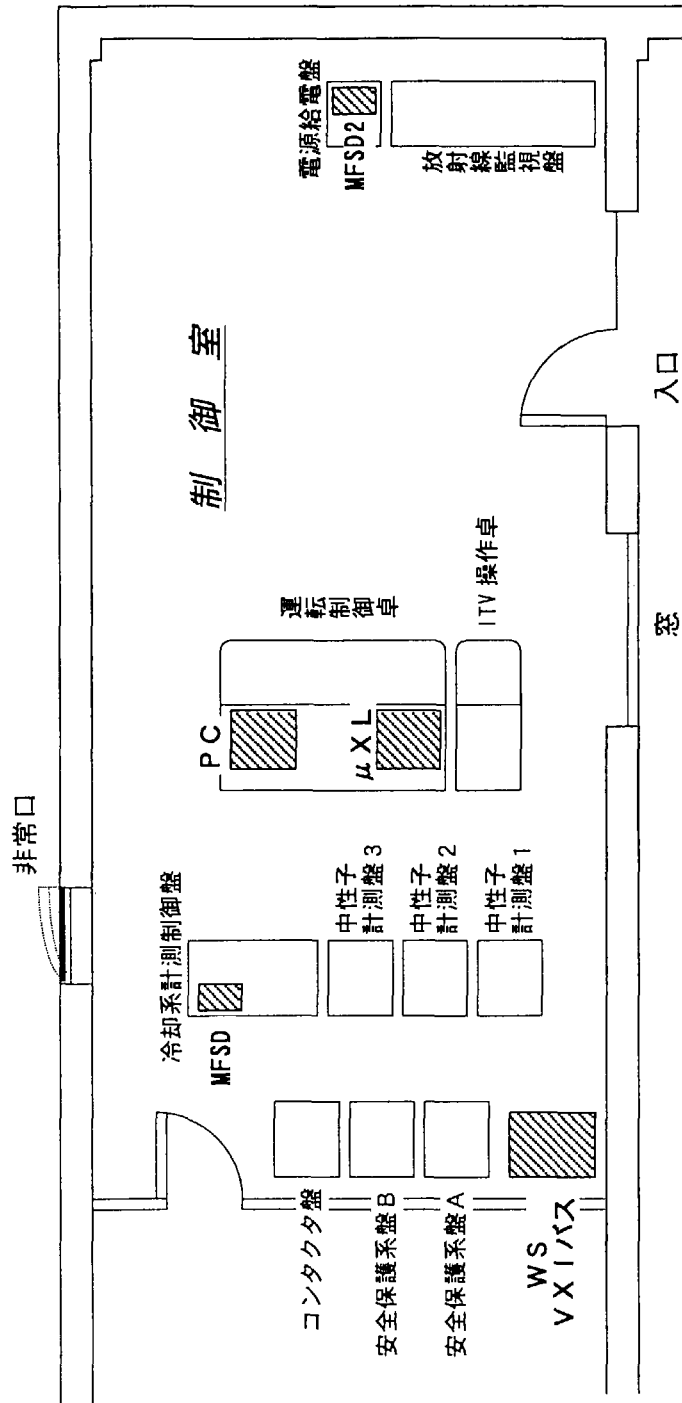 非常口
制御室
電源給電盤
MFSD2
放射線監視盤
運転制御卓
PC
μXL
ITV 操作卓
冷却系計測制御盤
MFSD
中性子
計測盤3
中性子
計測盤2
中性子
計測盤1
コンタクタ盤
安全保護系盤B
安全保護系盤A
WS
VXIバス
窓
入口